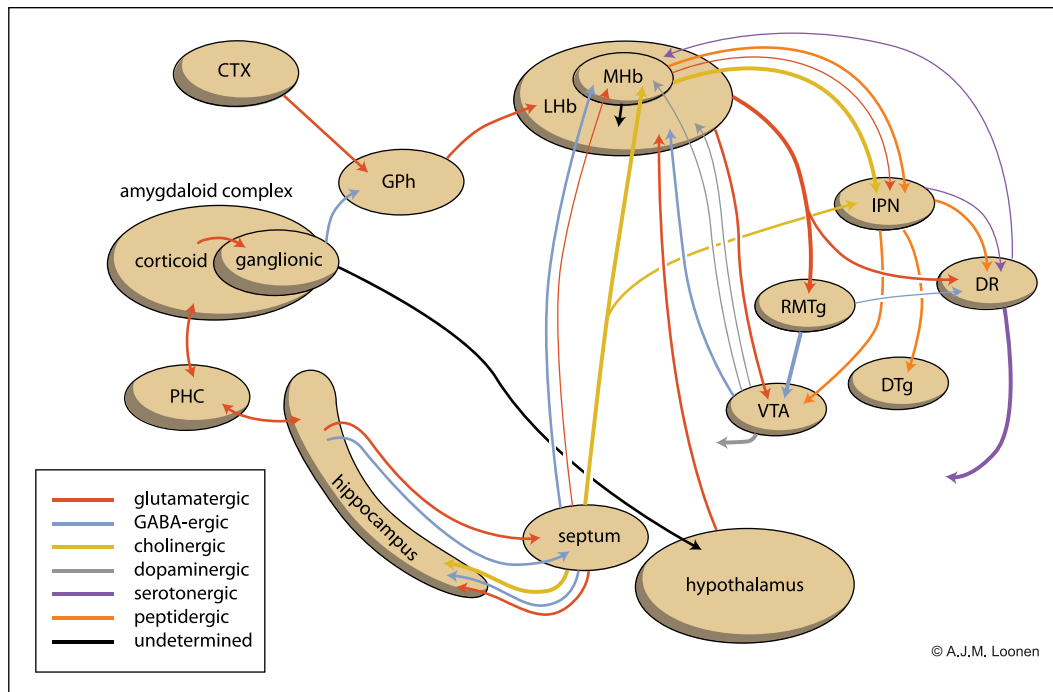 CTX
MHb
LHb
GPh
amygdaloid complex
IPN
corticoid
ganglionic
DR
RMTg
PHC
DTg
VTA
hippocampus
septum
hypothalamus
glutamatergic
GABA-ergic
cholinergic
dopaminergic
serotonergic
peptidergic
undetermined
© A.J.M. Loonen